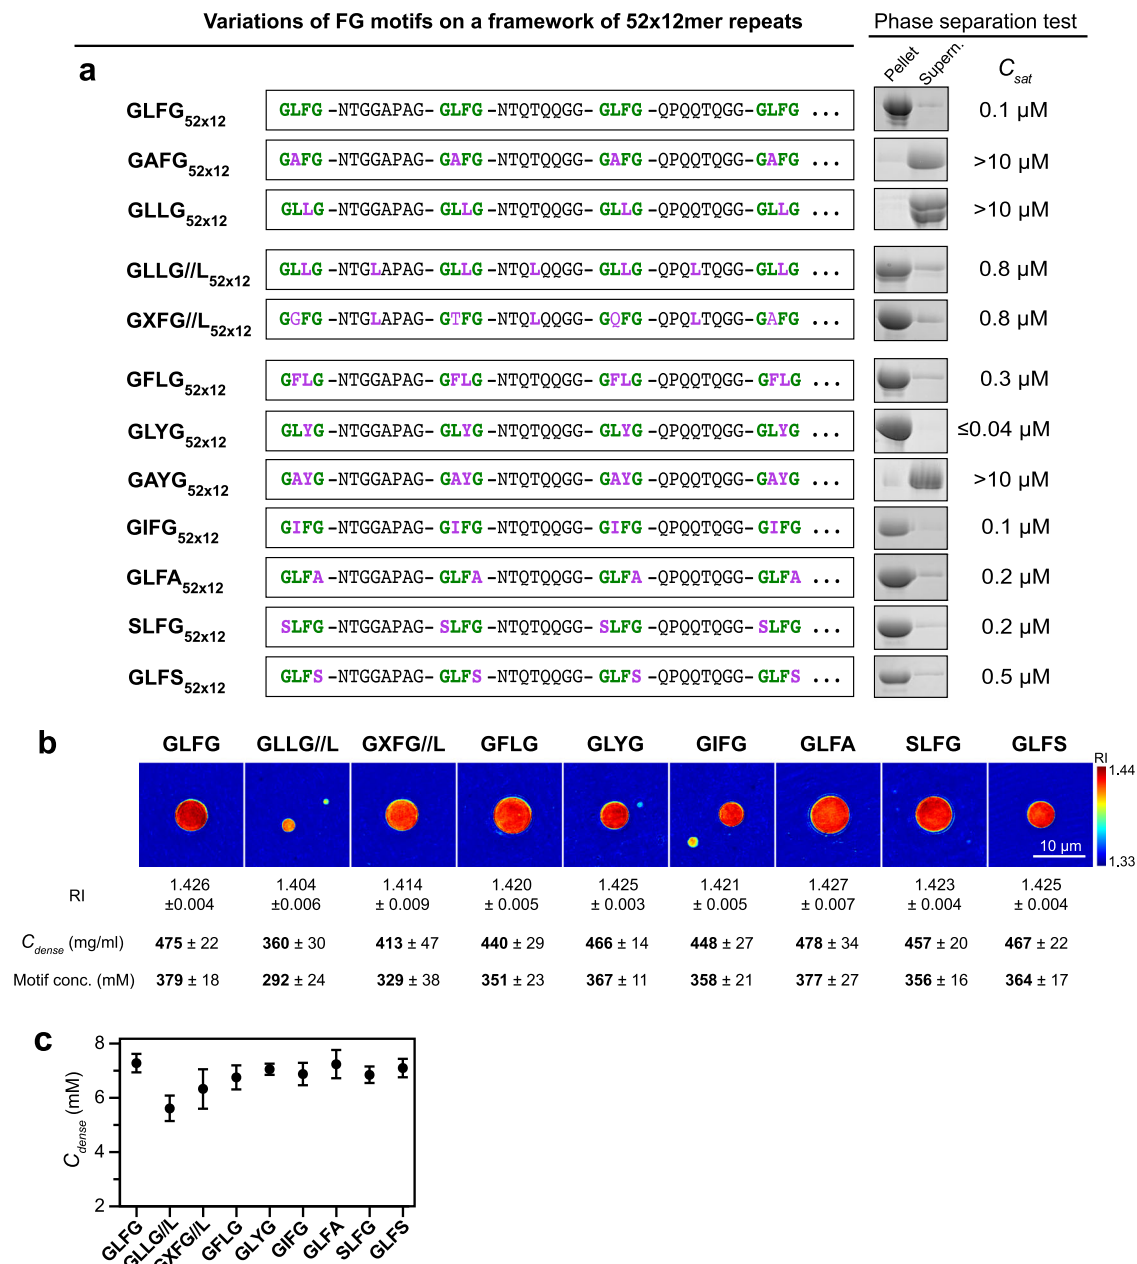 Variations of FG motifs on a framework of 52x12mer repeats
Phase separation test
a
Pellet
Supern.
Csat
GLFG52x12 GLFG-NTGGAPAG-GLFG-NTQTQQGG-GLFG-QPQQTQGG-GLFG ... 0.1 µM
GAFG52x12 GAFG-NTGGAPAG-GAFG-NTQTQQGG-GAFG-QPQQTQGG-GAFG ... >10 µM
GLLG52x12 GLLG-NTGGAPAG-GLLG-NTQTQQGG-GLLG-QPQQTQGG-GLLG ... >10 µM
GLLG//L52x12 GLLG-NTGLAPAG-GLLG-NTQLQQGG-GLLG-QPQLTQGG-GLLG ... 0.8 µM
GXFG//L52x12 GGFG-NTGLAPAG-GTFG-NTQLQQGG-GQFG-QPQLTQGG-GAFG ... 0.8 µM
GFLG52x12 GFLG-NTGGAPAG-GFLG-NTQTQQGG-GFLG-QPQQTQGG-GFLG ... 0.3 µM
GLYG52x12 GLYG-NTGGAPAG-GLYG-NTQTQQGG-GLYG-QPQQTQGG-GLYG ... ≤0.04 µM
GAYG52x12 GAYG-NTGGAPAG-GAYG-NTQTQQGG-GAYG-QPQQTQGG-GAYG ... >10 µM
GIFG52x12 GIFG-NTGGAPAG-GIFG-NTQTQQGG-GIFG-QPQQTQGG-GIFG ... 0.1 µM
GLFA52x12 GLFA-NTGGAPAG-GLFA-NTQTQQGG-GLFA-QPQQTQGG-GLFA ... 0.2 µM
SLFG52x12 SLFG-NTGGAPAG-SLFG-NTQTQQGG-SLFG-QPQQTQGG-SLFG ... 0.2 µM
GLFS52x12 GLFS-NTGGAPAG-GLFS-NTQTQQGG-GLFS-QPQQTQGG-GLFS ... 0.5 µM
b
GLFG GLLG//L GXFG//L GFLG GLYG GIFG GLFA SLFG GLFS
RI
1.44
10 µm
1.33
RI
1.426 1.404 1.414 1.420 1.425 1.421 1.427 1.423 1.425
±0.004 ±0.006 ± 0.009 ± 0.005 ± 0.003 ± 0.005 ± 0.007 ± 0.004 ± 0.004
Cdense (mg/ml) 475 ± 22 360 ± 30 413 ± 47 440 ± 29 466 ± 14 448 ± 27 478 ± 34 457 ± 20 467 ± 22
Motif conc. (mM) 379 ± 18 292 ± 24 329 ± 38 351 ± 23 367 ± 11 358 ± 21 377 ± 27 356 ± 16 364 ± 17
c
Cdense (mM)
8
6
4
2
GLFG GLLG//L GXFG//L GFLG GLYG GIFG GLFA SLFG GLFS